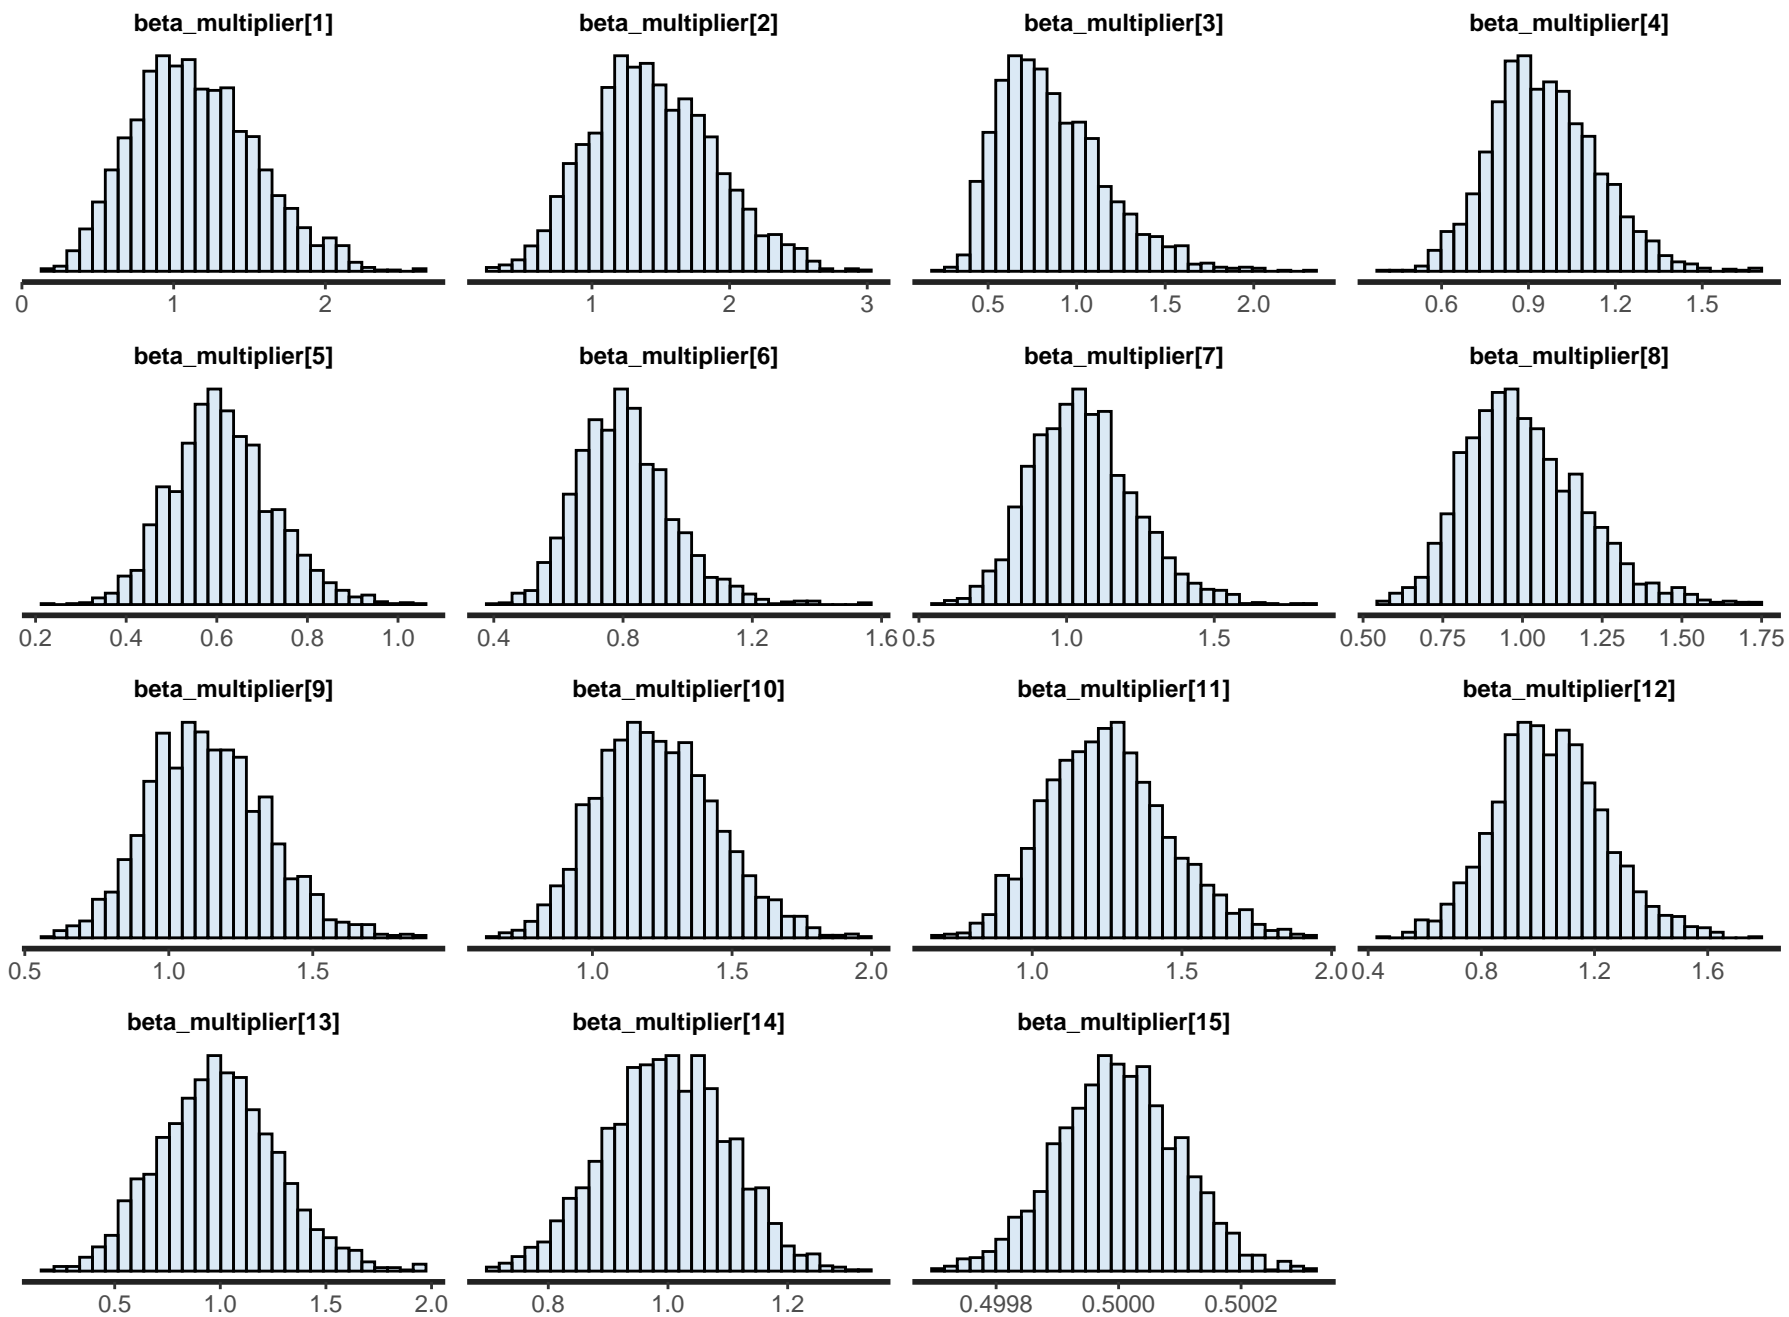 beta_multiplier[1] beta_multiplier[2] beta_multiplier[3] beta_multiplier[4]
0 1 2 1 2 3 0.5 1.0 1.5 2.0 0.6 0.9 1.2 1.5
beta_multiplier[5] beta_multiplier[6] beta_multiplier[7] beta_multiplier[8]
0.2 0.4 0.6 0.8 1.0 0.4 0.8 1.2 1.6 0.5 1.0 1.5 0.50 0.75 1.00 1.25 1.50 1.75
beta_multiplier[9] beta_multiplier[10] beta_multiplier[11] beta_multiplier[12]
0.5 1.0 1.5 1.0 1.5 2.0 1.0 1.5 2.0 0.4 0.8 1.2 1.6
beta_multiplier[13] beta_multiplier[14] beta_multiplier[15]
0.5 1.0 1.5 2.0 0.8 1.0 1.2 0.4998 0.5000 0.5002